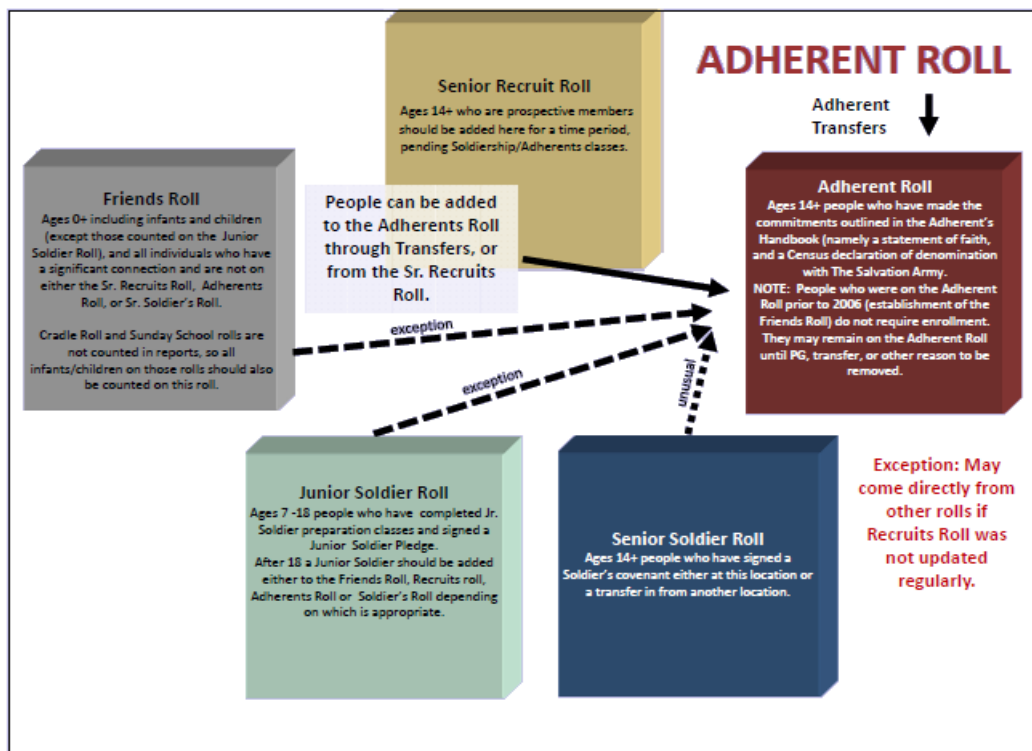 ADHERENT ROLL
Adherent
Transfers
Senior Recruit Roll
Ages 14+ who are prospective members
should be added here for a time period,
pending Soldiership/Adherents classes.
Friends Roll
Ages 0+ including infants and children
(except those counted on the Junior
Soldier Roll), and all individuals who have
a significant connection and are not on
either the Sr. Recruits Roll, Adherents
Roll, or Sr. Soldier's Roll.
Cradle Roll and Sunday School rolls are
not counted in reports, so all
infants/children on those rolls should also
be counted on this roll.
People can be added
to the Adherents Roll
through Transfers, or
from the Sr. Recruits
Roll.
Adherent Roll
Ages 14+ people who have made the
commitments outlined in the Adherent's
Handbook (namely a statement of faith,
and a Census declaration of denomination
with The Salvation Army.
NOTE: People who were on the Adherent
Roll prior to 2006 (establishment of the
Friends Roll) do not require enrollment.
They may remain on the Adherent Roll
until PG, transfer, or other reason to be
removed.
exception
exception
unusual
Junior Soldier Roll
Ages 7 -18 people who have completed Jr.
Soldier preparation classes and signed a
Junior Soldier Pledge.
After 18 a Junior Soldier should be added
either to the Friends Roll, Recruits roll,
Adherents Roll or Soldier's Roll depending
on which is appropriate.
Senior Soldier Roll
Ages 14+ people who have signed a
Soldier's covenant either at this location or
a transfer in from another location.
Exception: May
come directly from
other rolls if
Recruits Roll was
not updated
regularly.